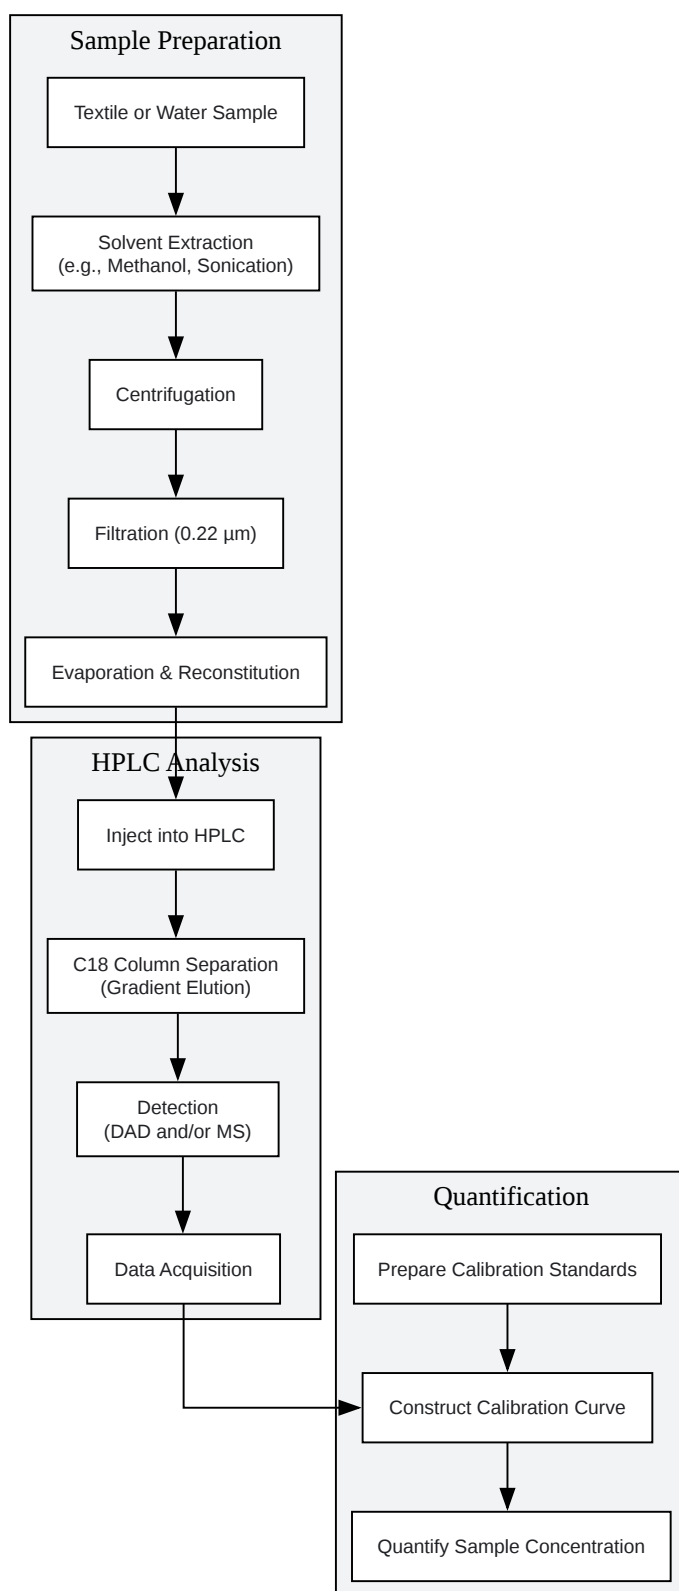 Sample Preparation
Textile or Water Sample
Solvent Extraction
(e.g., Methanol, Sonication)
Centrifugation
Filtration (0.22 µm)
Evaporation & Reconstitution
HPLC Analysis
Inject into HPLC
C18 Column Separation
(Gradient Elution)
Detection
(DAD and/or MS)
Data Acquisition
Quantification
Prepare Calibration Standards
Construct Calibration Curve
Quantify Sample Concentration